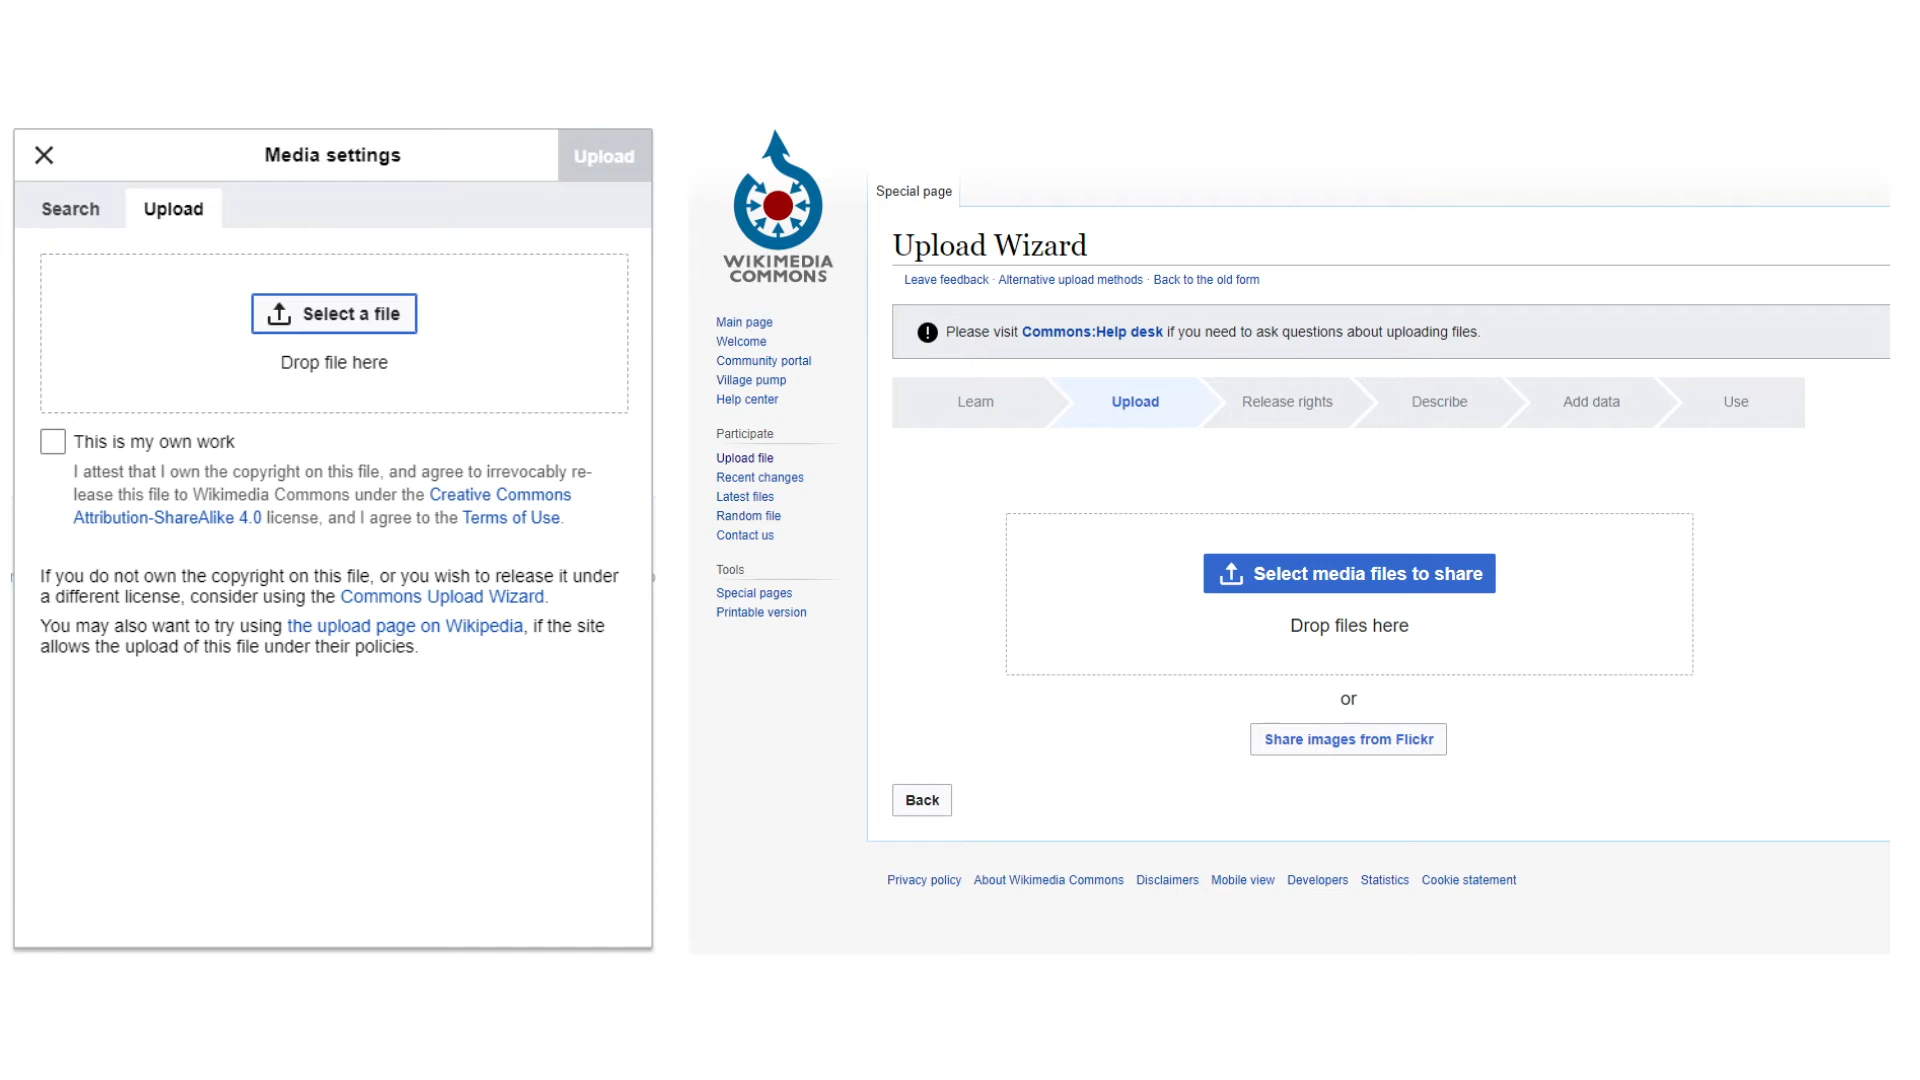 Media settings
Upload
Search
Upload
Select a file
Drop file here
This is my own work
I attest that I own the copyright on this file, and agree to irrevocably re-
lease this file to Wikimedia Commons under the Creative Commons
Attribution-ShareAlike 4.0 license, and I agree to the Terms of Use.
If you do not own the copyright on this file, or you wish to release it under
a different license, consider using the Commons Upload Wizard.
You may also want to try using the upload page on Wikipedia, if the site
allows the upload of this file under their policies.
WIKIMEDIA
COMMONS
Main page
Welcome
Community portal
Village pump
Help center
Participate
Upload file
Recent changes
Latest files
Random file
Contact us
Tools
Special pages
Printable version
Special page
Upload Wizard
Leave feedback · Alternative upload methods · Back to the old form
Please visit Commons:Help desk if you need to ask questions about uploading files.
Learn Upload Release rights Describe Add data Use
Select media files to share
Drop files here
or
Share images from Flickr
Back
Privacy policy About Wikimedia Commons Disclaimers Mobile view Developers Statistics Cookie statement